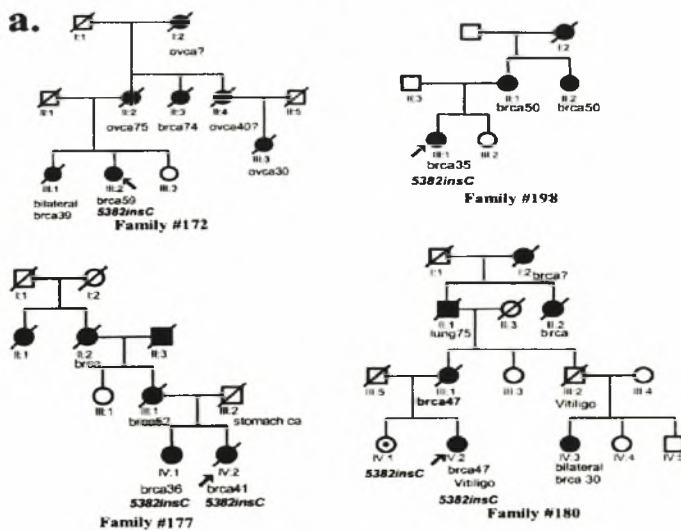 a.
I:1
I:2
ovca?
II:1
II:2
II:3
II:4
II:5
ovca75
brca74
ovca40?
III:3
ovca30
III:1
III:2
III:3
bilateral
brca39
brca59
5382insC
Family #172
I:2
II:3
II:1
II:2
brca50
brca50
III:1
III:2
brca35
5382insC
Family #198
I:1
I:2
II:1
II:2
II:3
brca
III:1
III:1
III:2
stomach ca
IV:1
IV:2
brca36
brca41
5382insC
5382insC
Family #177
I:1
I:2
brca?
II:1
II:3
II:2
lung75
brca
III:5
III:1
III:3
III:2
III:4
brca47
Vitiligo
IV:1
IV:2
IV:3
IV:4
5382insC
brca47
bilateral
Vitiligo
brca 30
5382insC
Family #180